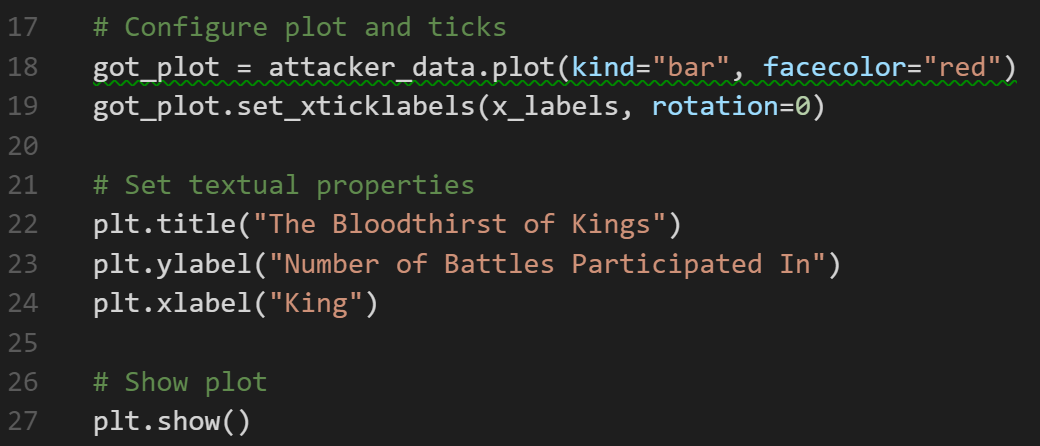 17 # Configure plot and ticks
18 got_plot = attacker_data.plot(kind="bar", facecolor="red")
19 got_plot.set_xticklabels(x_labels, rotation=0)
20
21 # Set textual properties
22 plt.title("The Bloodthirst of Kings")
23 plt.ylabel("Number of Battles Participated In")
24 plt.xlabel("King")
25
26 # Show plot
27 plt.show()